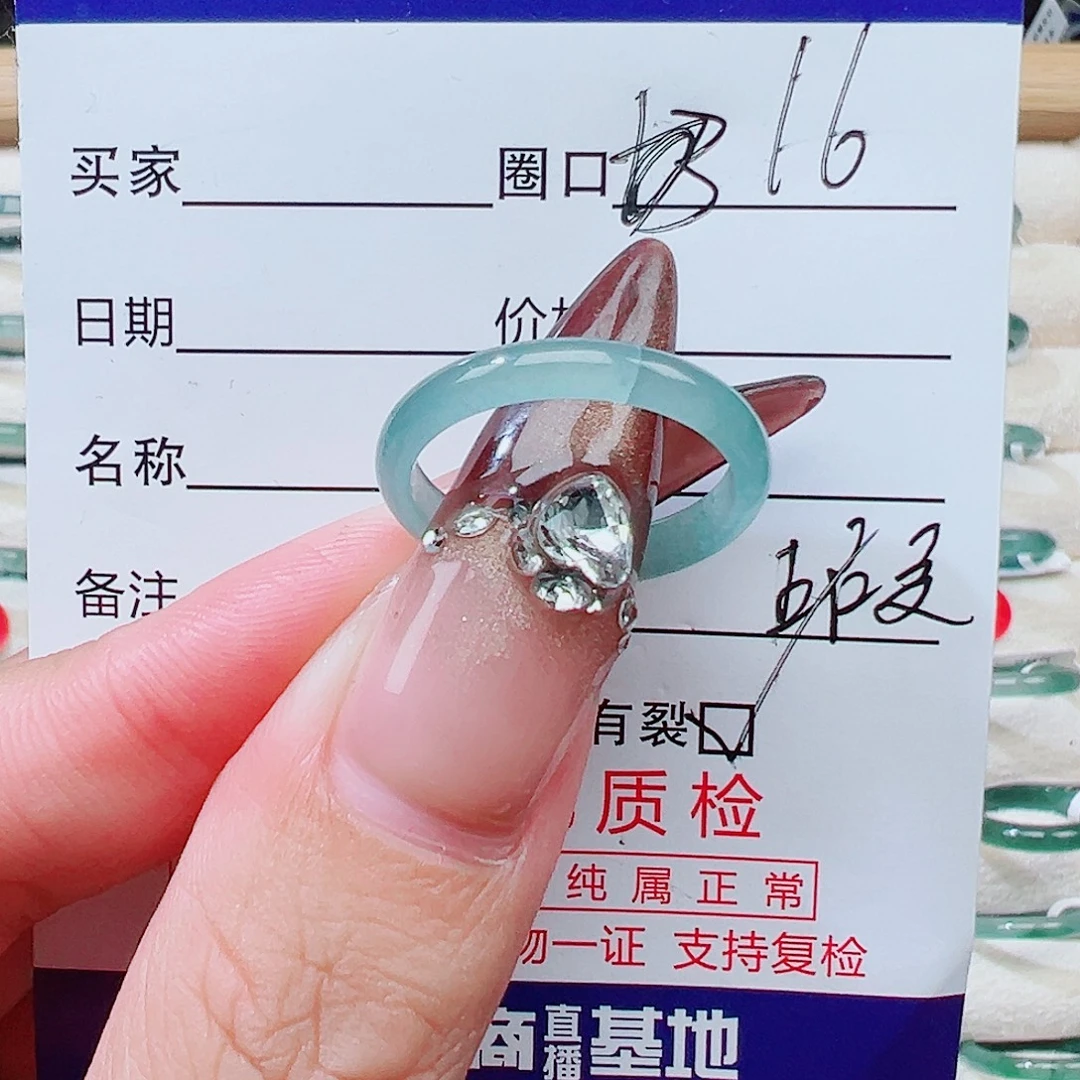 买家 圈口 16
日期 价
名称
备注
有裂
质检
纯属正常
物一证 支持复检
商直播基地